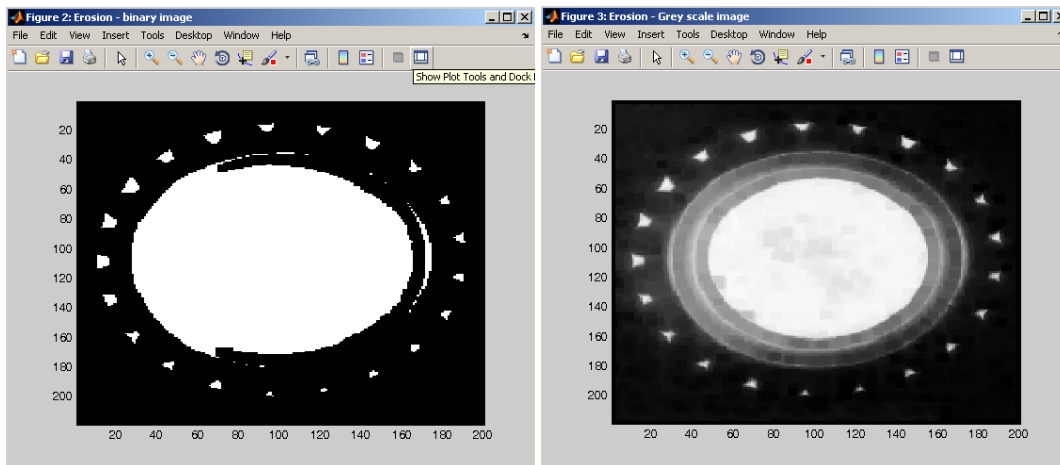 Figure 2: Erosion - binary image
File Edit View Insert Tools Desktop Window Help
Show Plot Tools and Dock
20
40
60
80
100
120
140
160
180
200
20 40 60 80 100 120 140 160 180 200
Figure 3: Erosion - Grey scale image
File Edit View Insert Tools Desktop Window Help
20
40
60
80
100
120
140
160
180
200
20 40 60 80 100 120 140 160 180 200